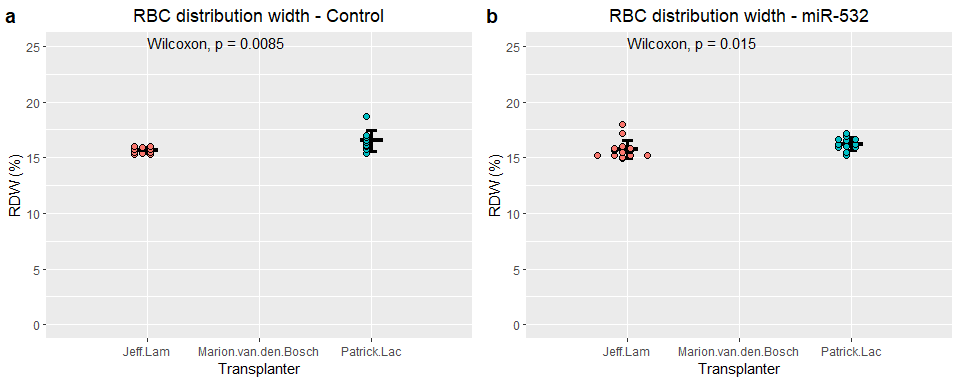 a
RBC distribution width - Control
Wilcoxon, p = 0.0085
25
20
15
10
5
0
RDW (%)
Jeff.Lam Marion.van.den.Bosch Patrick.Lac
Transplanter
b
RBC distribution width - miR-532
Wilcoxon, p = 0.015
25
20
15
10
5
0
RDW (%)
Jeff.Lam Marion.van.den.Bosch Patrick.Lac
Transplanter